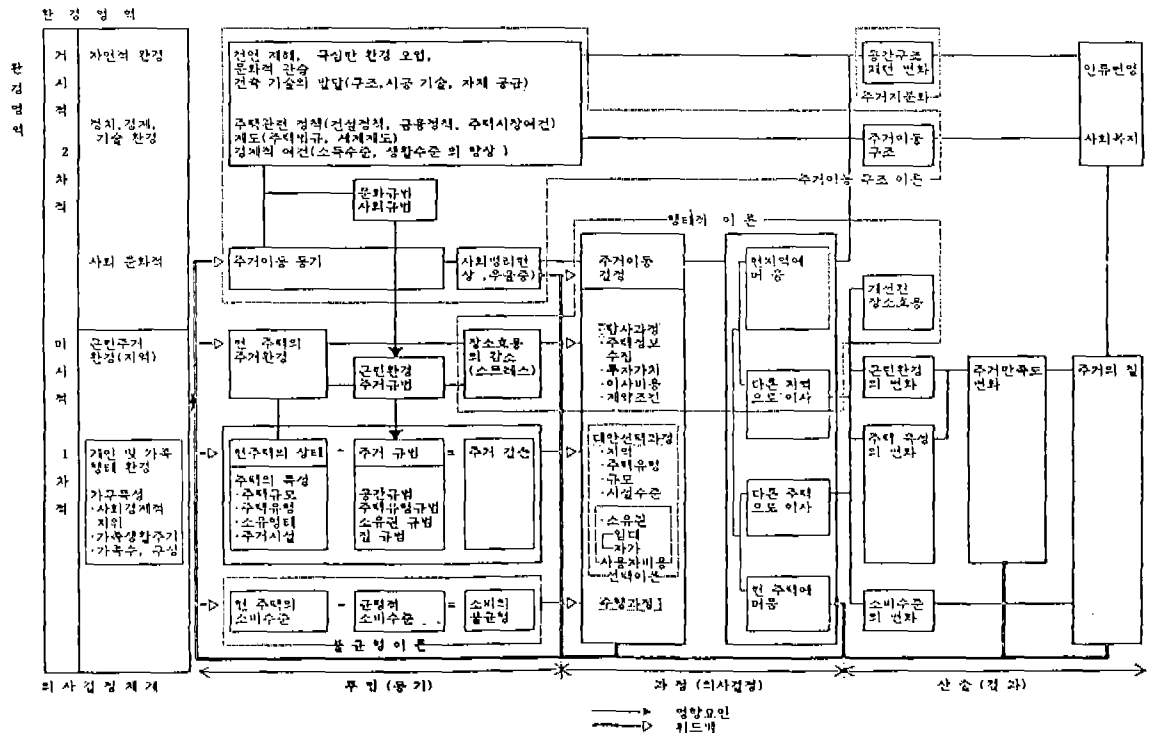 환 경 영 역
환 경 영 역
거 시 적
2 차 적
미 시 적
1 차 적
자연적 환경
정치, 경제,
기술 환경
사회 문화적
근린주거
환경(지역)
개인 및 가족
형태 환경
가구특성
·사회경제적
지위
·가족생활주기
·가족수, 구성
천연 재해, 극심한 환경 오염,
문화적 관습
건축 기술의 발달(구조,시공 기술, 자재 공급)
주택관련 정책(건설정책, 금융정책, 주택시장여건)
제도(주택법규, 세제제도)
경제적 여건(소득수준, 생활수준 의 향상 )
문화규범
사회규범
주거이동 동기
사회병리현
상 ,우울증)
현 주택의
주거환경
근린환경
주거규범
장소효용
의 감소
(스트레스)
현주택의 상태 - 주거 규범 = 주거 결손
주택의 특성
·주택규모
·주택유형
·소유형태
·주거시설
공간규범
주택유형규범
소유권 규범
질 규범
현 주택의
소비수준
-
균형적
소비수준
=
소비의
불균형
불 균 형 이 론
형태적 이 론
주거이동
결정
탐사과정
·주택정보
수집
·투자가치
·이사비용
·제약조건
대안선택과정
·지역
·주택유형
·규모
·시설수준
·소유권
임대
자가
사용자비용
선택이론
수행과정
현지역에
머 뭄
다른 지역
으로 이사
다른 주택
으로 이사
현 주택에
머뭄
공간구조
패턴 변화
주거지분화
주거이동
구조
주거이동 구조 이론
개선된
장소효용
근린환경
의 변화
주택 특성
의 변화
소비수준
의 변화
주거만족도
변화
인류번영
사회복지
주거의 질
의 사 결 정 체 계
투 입 (동 기)
과 정 (의사결정)
산 출 (결 과)
영향요인
휘드백